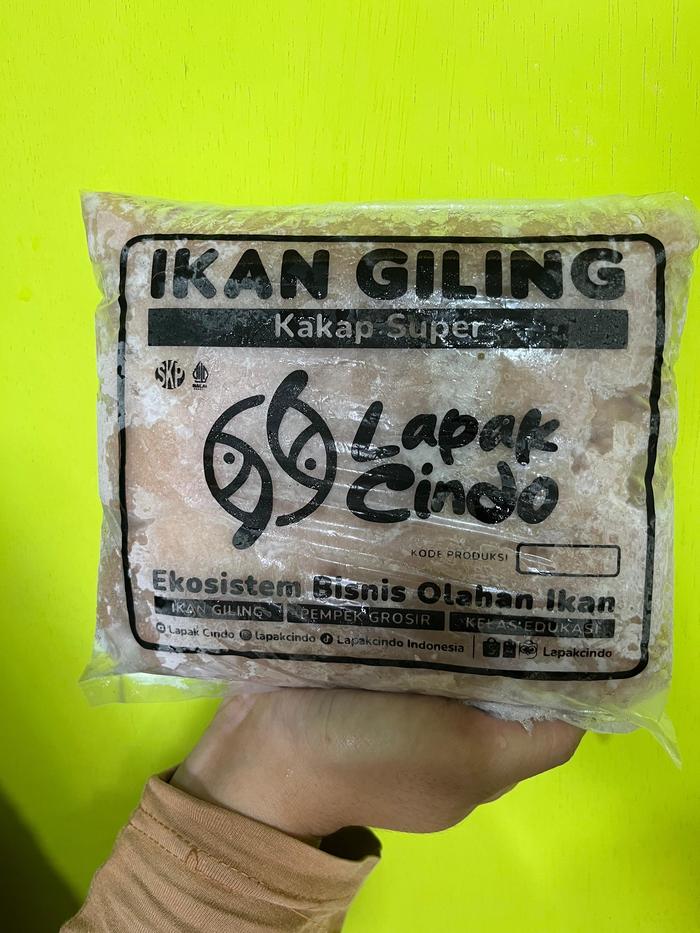 IKAN GILING
Kakap Super
SKP
HALAL
Lapak
Cindo
KODE PRODUKSI
Ekosistem Bisnis Olahan Ikan
IKAN GILING PEMPEK GROSIR KELAS EDUKASI
Lapak Cindo lapakcindo Lapakcindo Indonesia Lapakcindo